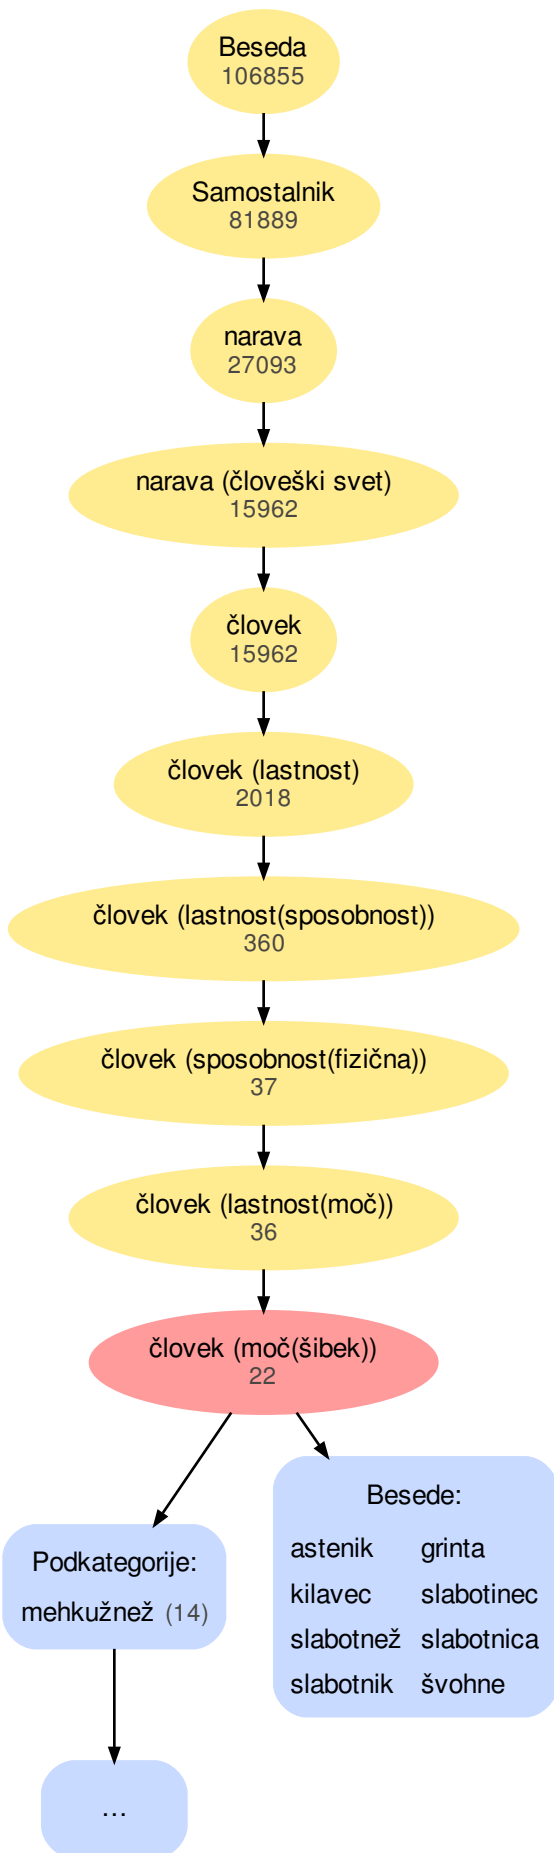 Beseda
106855
Samostalnik
81889
narava
27093
narava (človeški svet)
15962
človek
15962
človek (lastnost)
2018
človek (lastnost(sposobnost))
360
človek (sposobnost(fizična))
37
človek (lastnost(moč))
36
človek (moč(šibek))
22
Podkategorije:
mehkužnež (14)
...
Besede:
astenik grinta
kilavec slabotinec
slabotnež slabotnica
slabotnik švohne